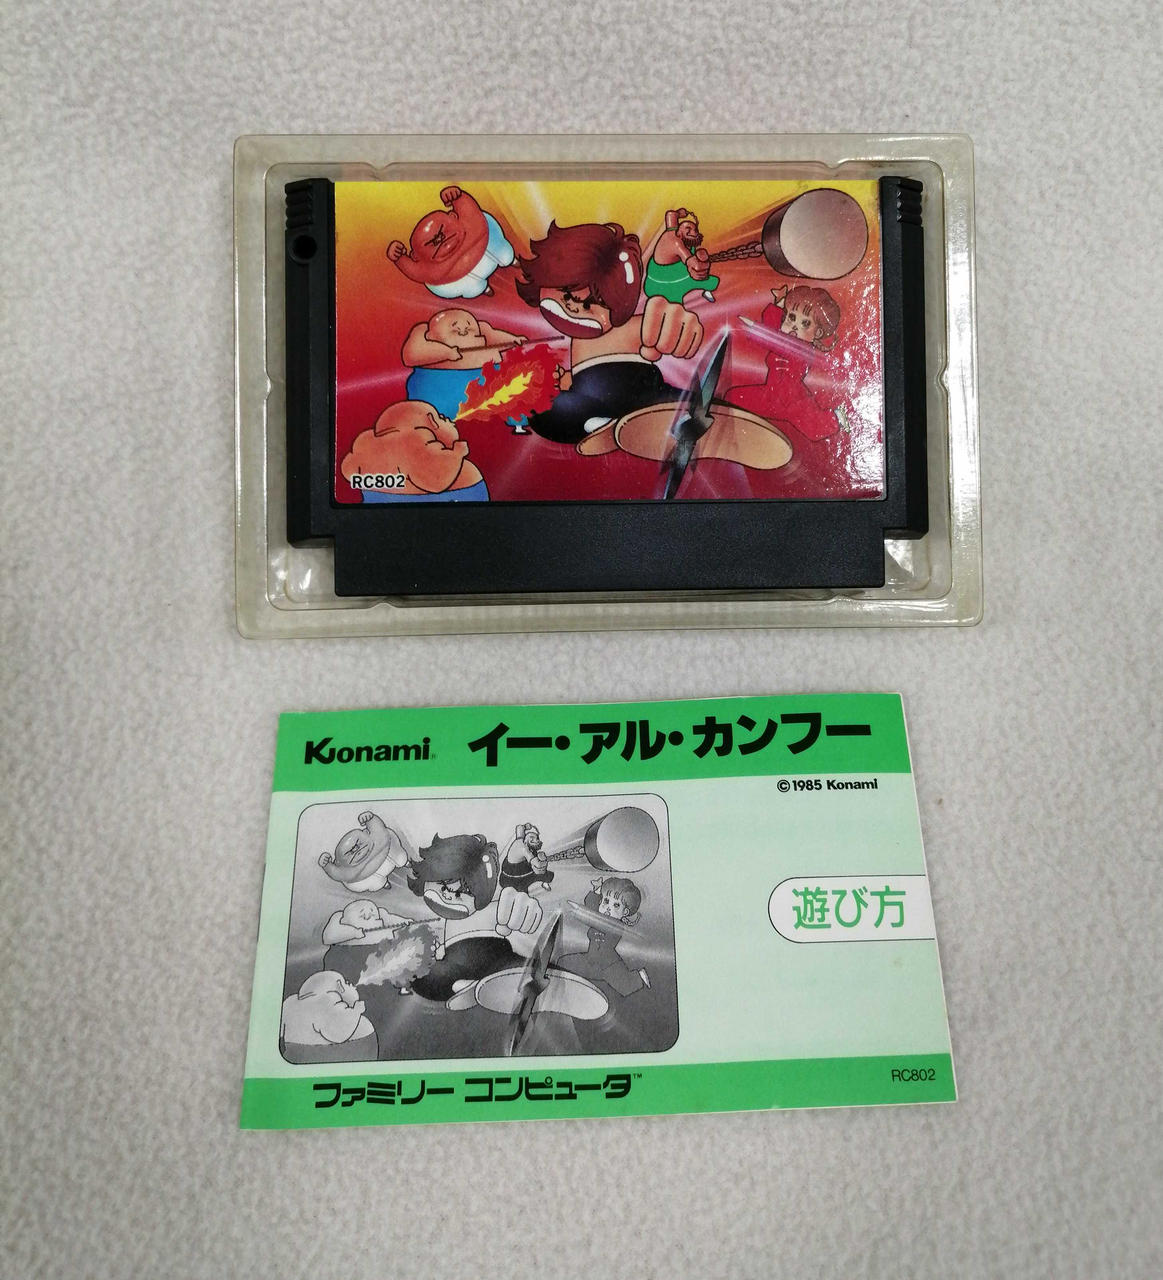 RC802
Konami® イー・アル・カンフー
©1985 Konami
遊び方
ファミリー コンピュータ™
RC802